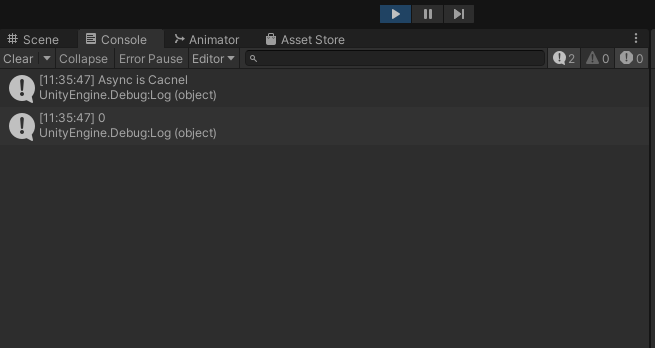 Scene Console Animator Asset Store
Clear Collapse Error Pause Editor 2 0 0
[11:35:47] Async is Cacnel
UnityEngine.Debug:Log (object)
[11:35:47] 0
UnityEngine.Debug:Log (object)